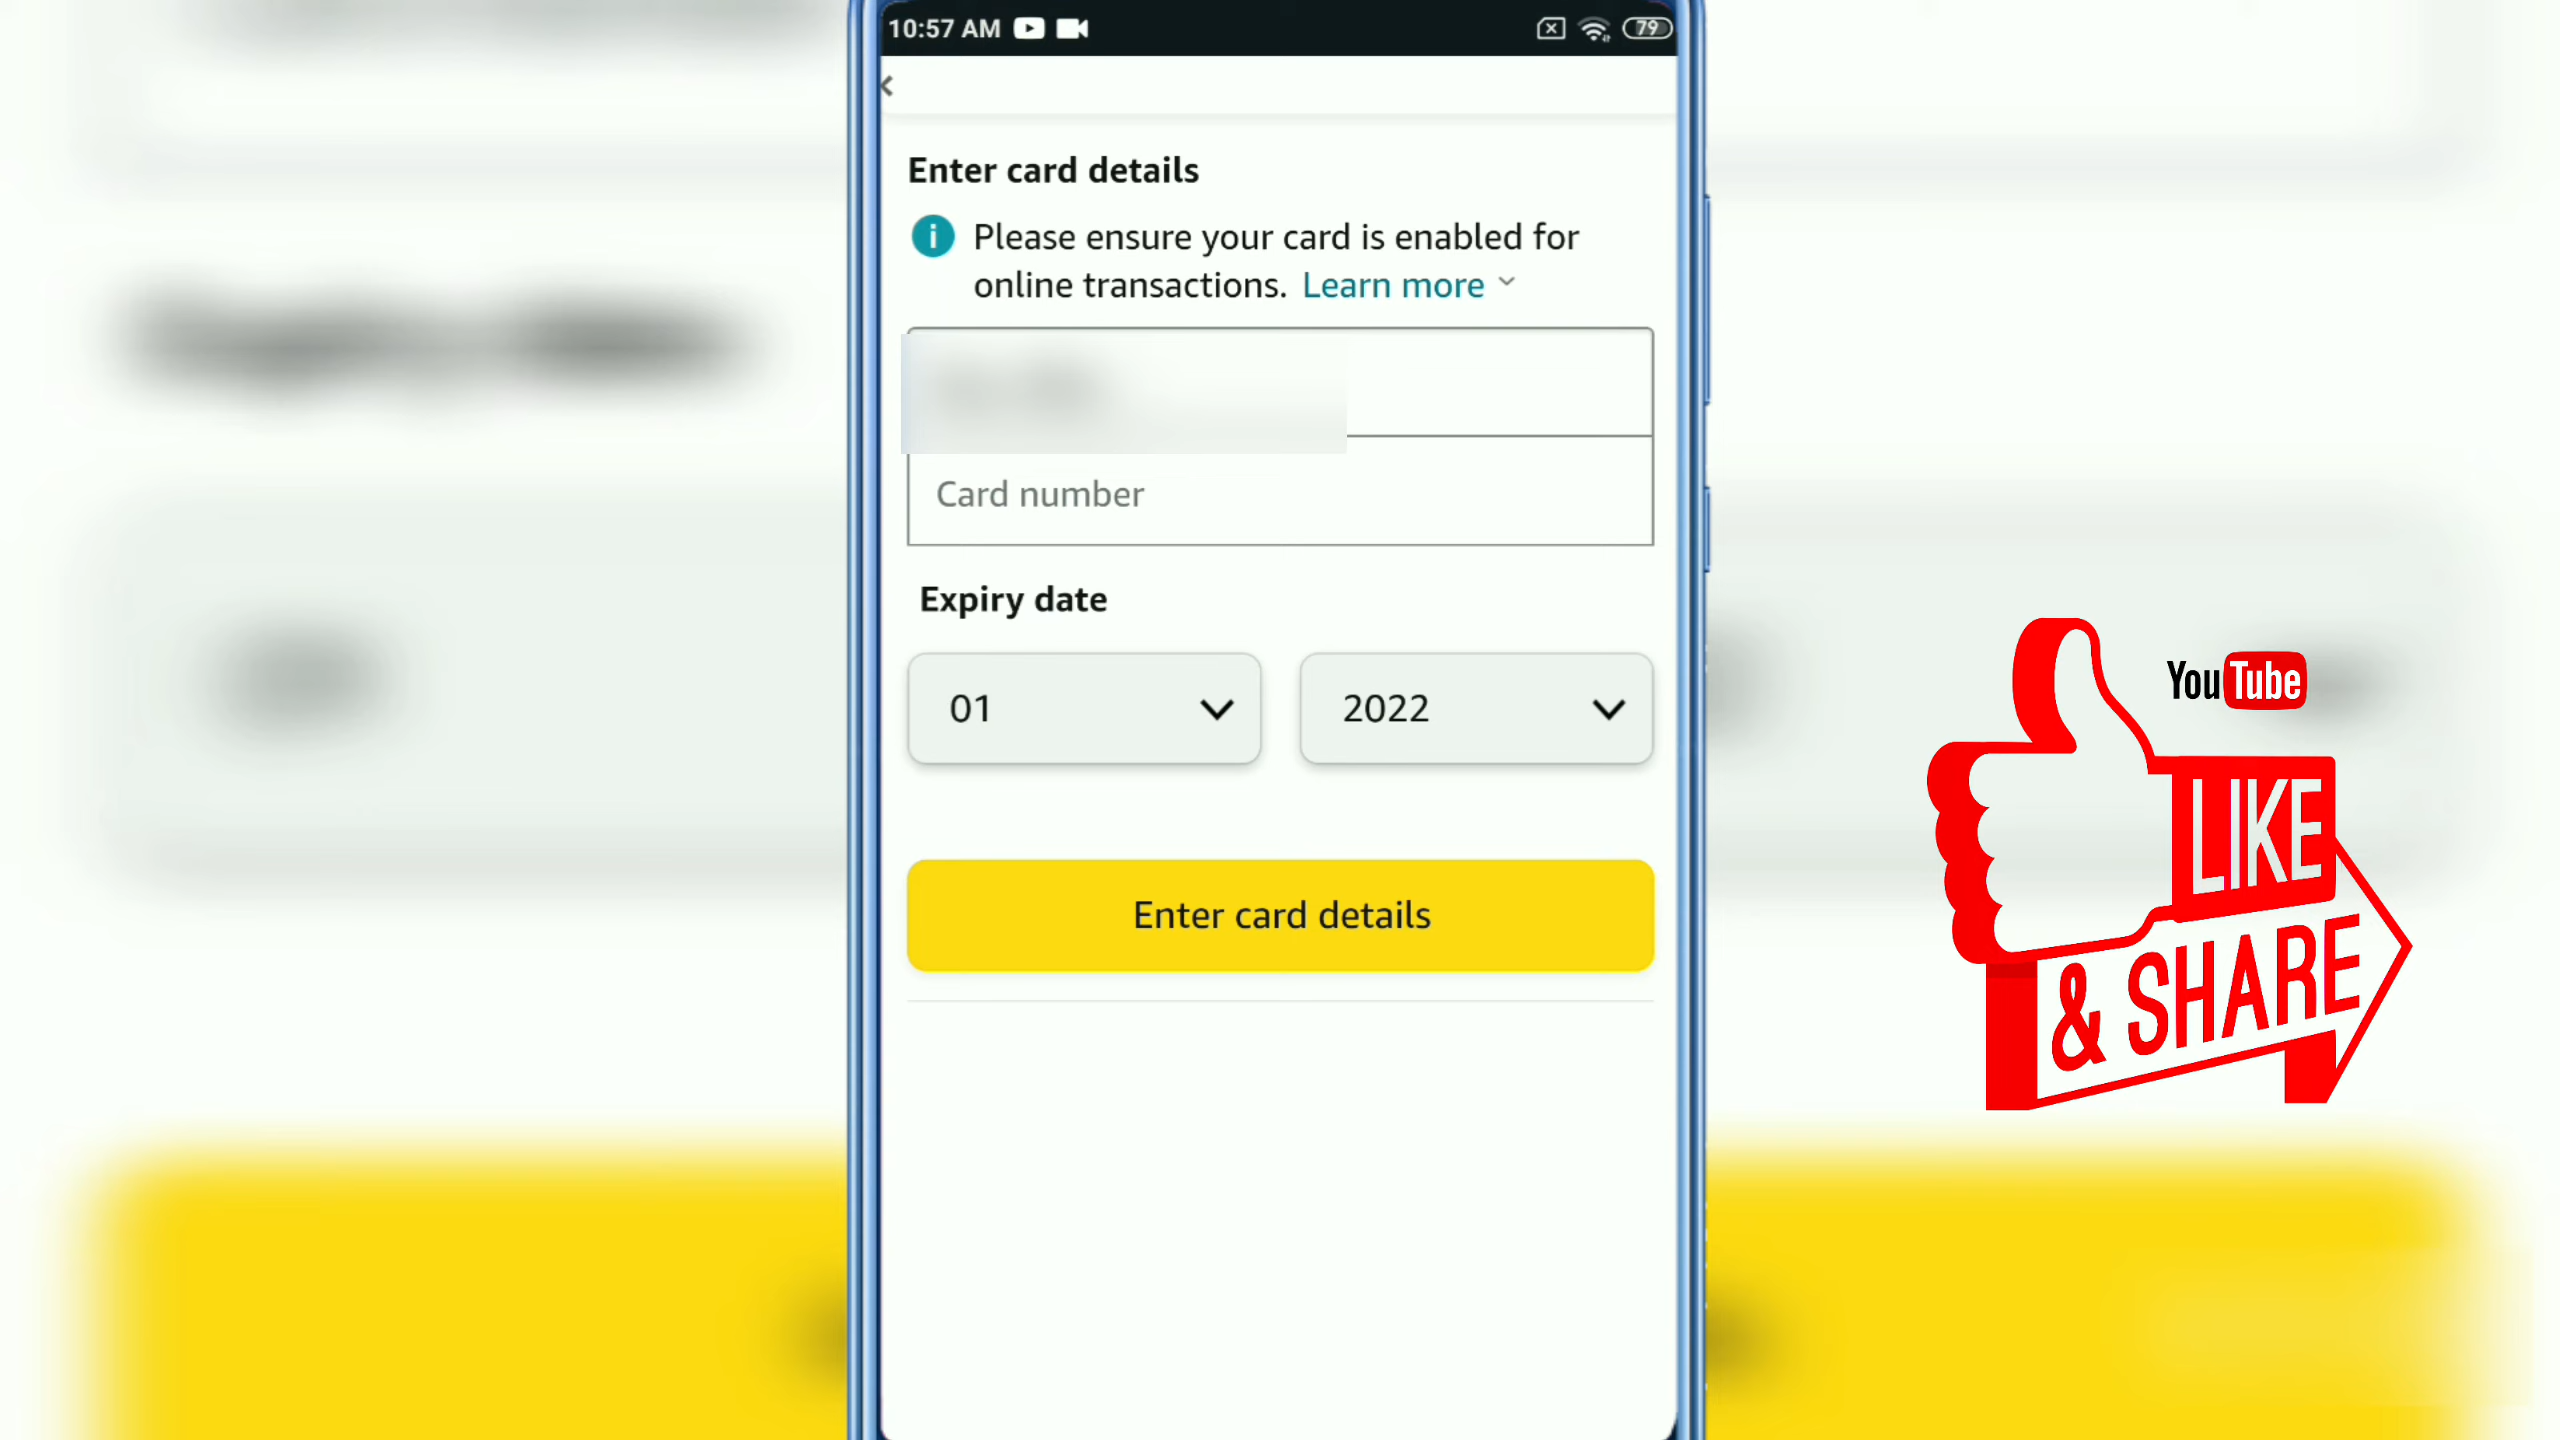 10:57 AM
79
Enter card details
Please ensure your card is enabled for
online transactions. Learn more
Card number
Expiry date
01
2022
Enter card details
YouTube
LIKE
& SHARE